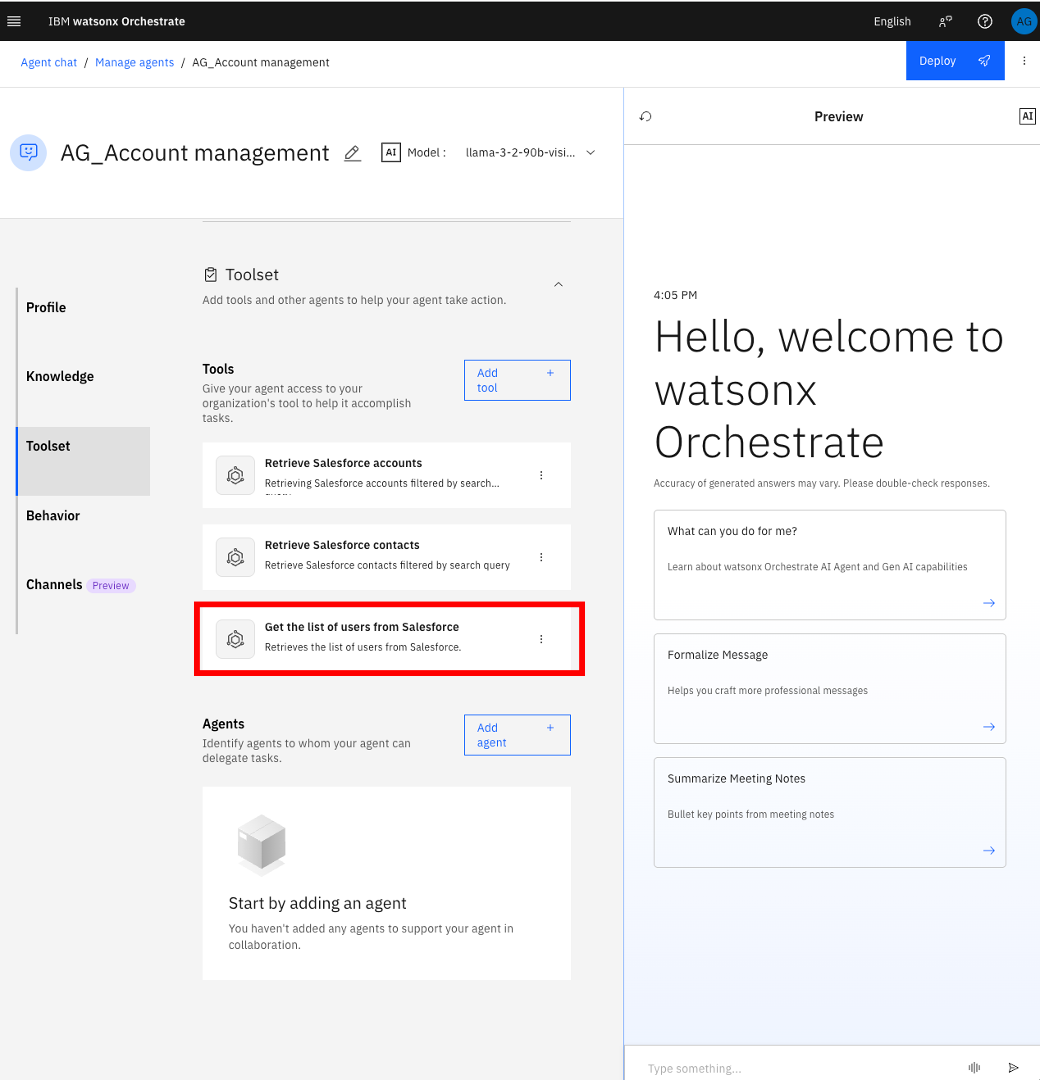 IBM watsonx Orchestrate
English
AG
Agent chat / Manage agents / AG_Account management
Deploy
AG_Account management
AI Model :
llama-3-2-90b-visi...
Profile
Knowledge
Toolset
Behavior
Channels Preview
Toolset
Add tools and other agents to help your agent take action.
Tools
Give your agent access to your
organization's tool to help it accomplish
tasks.
Add
tool
+
Retrieve Salesforce accounts
Retrieving Salesforce accounts filtered by search...
Retrieve Salesforce contacts
Retrieve Salesforce contacts filtered by search query
Get the list of users from Salesforce
Retrieves the list of users from Salesforce.
Agents
Identify agents to whom your agent can
delegate tasks.
Add
agent
+
Start by adding an agent
You haven't added any agents to support your agent in
collaboration.
Preview
AI
4:05 PM
Hello, welcome to
watsonx
Orchestrate
Accuracy of generated answers may vary. Please double-check responses.
What can you do for me?
Learn about watsonx Orchestrate AI Agent and Gen AI capabilities
Formalize Message
Helps you craft more professional messages
Summarize Meeting Notes
Bullet key points from meeting notes
Type something...